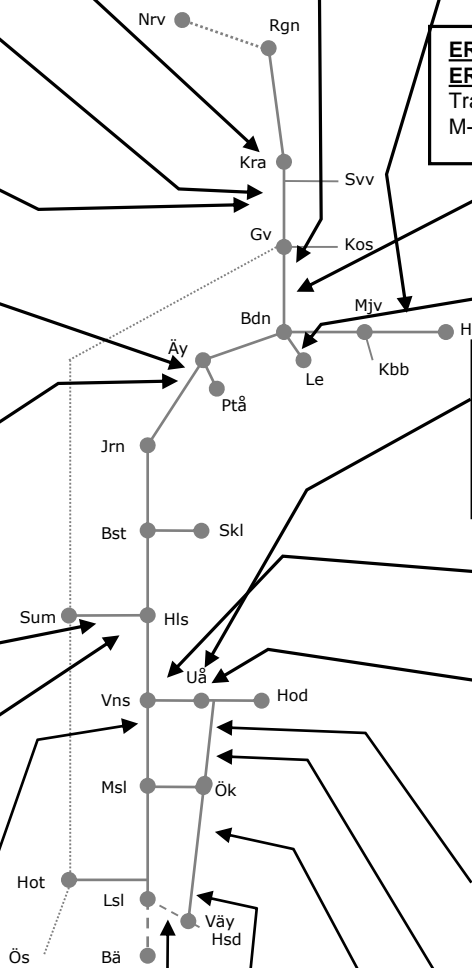 Nrv
Rgn
ER
ER
Tra
M-
Kra
Svv
Gv
Kos
Bdn
Mjv
H
Äy
Kbb
Le
Ptå
Jrn
Bst
Skl
Sum
Hls
Uå
Vns
Hod
Msl
Ök
Hot
Lsl
Väy
Hsd
Ös
Bä